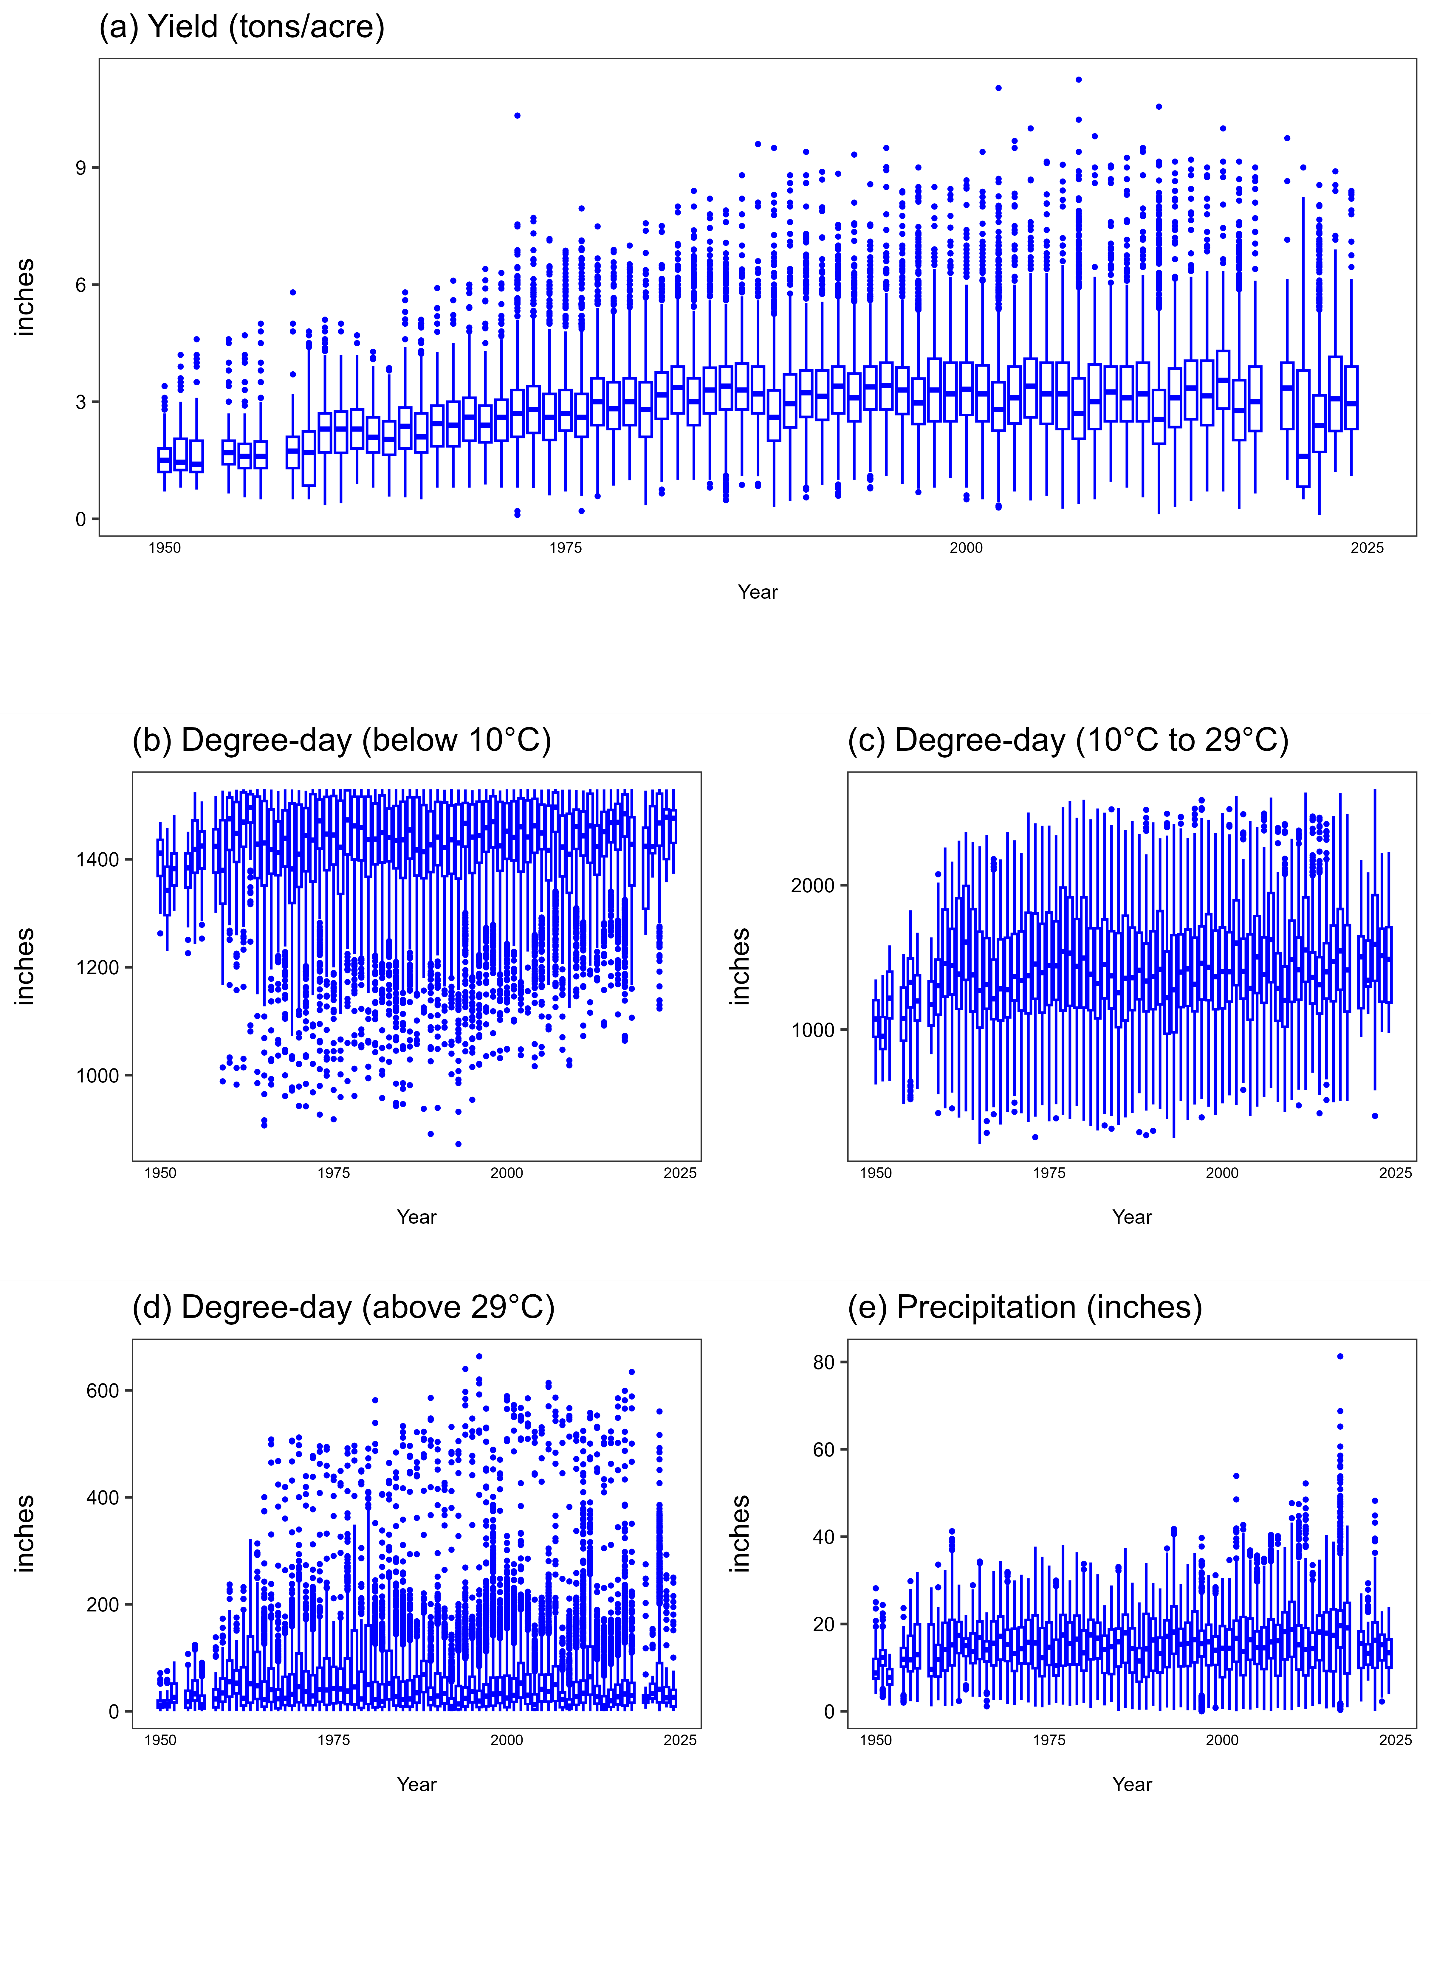 (a) Yield (tons/acre)
inches
9
6
3
0
1950 1975 2000 2025
Year
(b) Degree-day (below 10°C)
inches
1400
1200
1000
1950 1975 2000 2025
Year
(c) Degree-day (10°C to 29°C)
inches
2000
1000
1950 1975 2000 2025
Year
(d) Degree-day (above 29°C)
inches
600
400
200
0
1950 1975 2000 2025
Year
(e) Precipitation (inches)
inches
80
60
40
20
0
1950 1975 2000 2025
Year